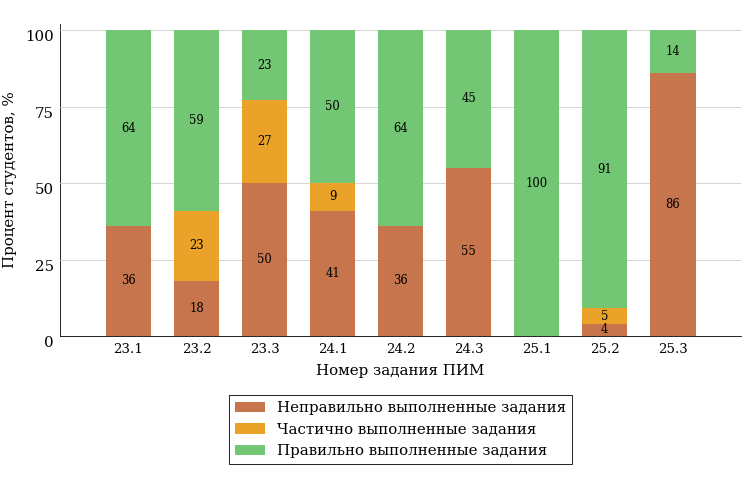 Процент студентов, %
100
75
50
25
0
64 59 23 50 64 45 100 91 14
23 27 9 5
36 18 50 41 36 55 4 86
23.1 23.2 23.3 24.1 24.2 24.3 25.1 25.2 25.3
Номер задания ПИМ
Неправильно выполненные задания
Частично выполненные задания
Правильно выполненные задания